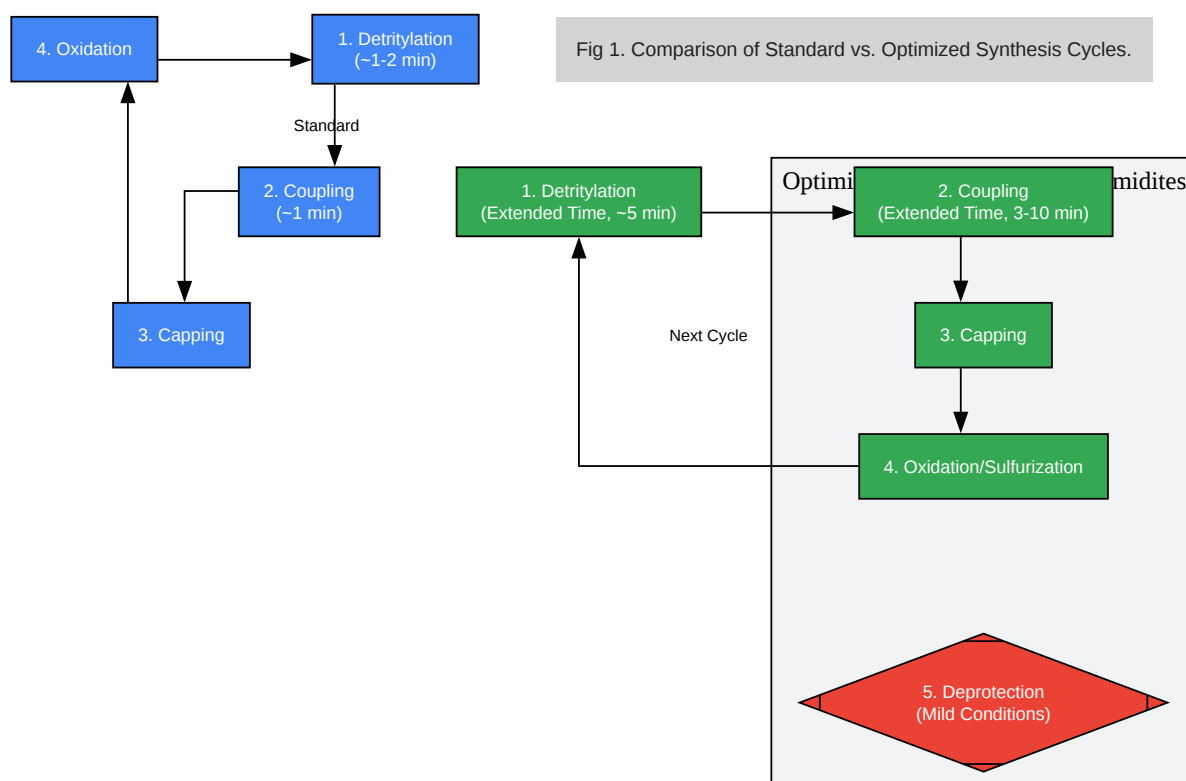 4. Oxidation
1. Detritylation
(~1-2 min)
Fig 1. Comparison of Standard vs. Optimized Synthesis Cycles.
Standard
2. Coupling
(~1 min)
3. Capping
1. Detritylation
(Extended Time, ~5 min)
2. Coupling
(Extended Time, 3-10 min)
Next Cycle
3. Capping
4. Oxidation/Sulfurization
5. Deprotection
(Mild Conditions)